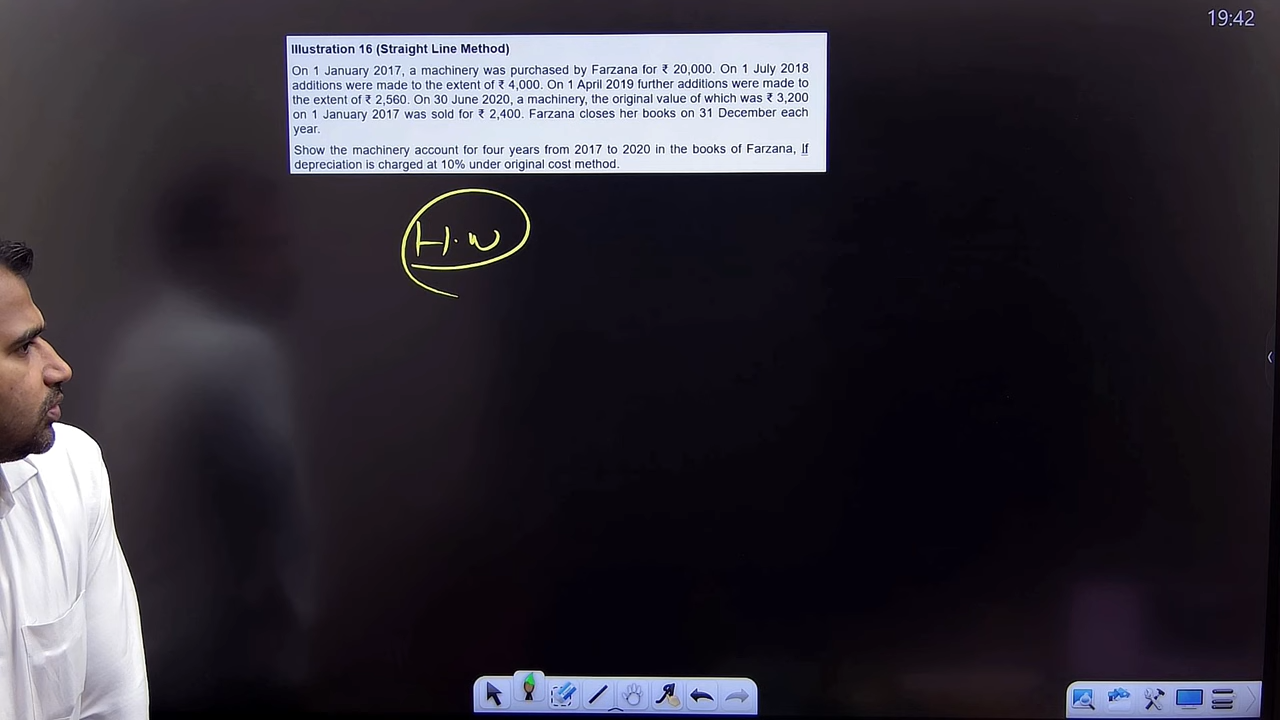 19:42
Illustration 16 (Straight Line Method)
On 1 January 2017, a machinery was purchased by Farzana for ₹ 20,000. On 1 July 2018
additions were made to the extent of ₹ 4,000. On 1 April 2019 further additions were made to
the extent of ₹ 2,560. On 30 June 2020, a machinery, the original value of which was ₹ 3,200
on 1 January 2017 was sold for ₹ 2,400. Farzana closes her books on 31 December each
year.
Show the machinery account for four years from 2017 to 2020 in the books of Farzana, If
depreciation is charged at 10% under original cost method.
H.W